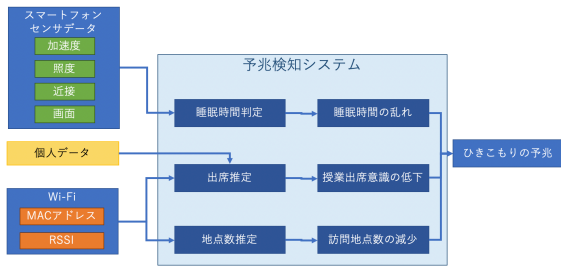 スマートフォン
センサデータ
加速度
照度
近接
画面
個人データ
Wi-Fi
MACアドレス
RSSI
予兆検知システム
睡眠時間判定
睡眠時間の乱れ
出席推定
授業出席意識の低下
地点数推定
訪問地点数の減少
ひきこもりの予兆